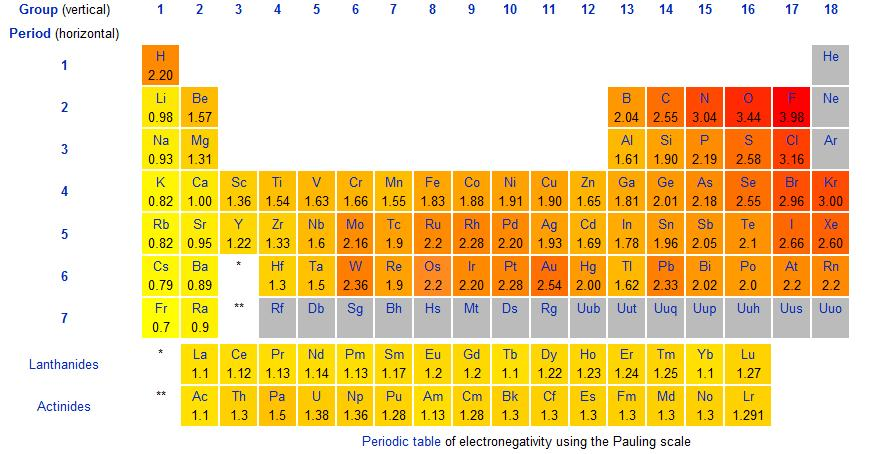 Group (vertical) 1 2 3 4 5 6 7 8 9 10 11 12 13 14 15 16 17 18
Period (horizontal)
1 H He
2.20
2 Li Be B C N O F Ne
0.98 1.57 2.04 2.55 3.04 3.44 3.98
3 Na Mg Al Si P S Cl Ar
0.93 1.31 1.61 1.90 2.19 2.58 3.16
4 K Ca Sc Ti V Cr Mn Fe Co Ni Cu Zn Ga Ge As Se Br Kr
0.82 1.00 1.36 1.54 1.63 1.66 1.55 1.83 1.88 1.91 1.90 1.65 1.81 2.01 2.18 2.55 2.96 3.00
5 Rb Sr Y Zr Nb Mo Tc Ru Rh Pd Ag Cd In Sn Sb Te I Xe
0.82 0.95 1.22 1.33 1.6 2.16 1.9 2.2 2.28 2.20 1.93 1.69 1.78 1.96 2.05 2.1 2.66 2.60
6 Cs Ba * Hf Ta W Re Os Ir Pt Au Hg Tl Pb Bi Po At Rn
0.79 0.89 1.3 1.5 2.36 1.9 2.2 2.20 2.28 2.54 2.00 1.62 2.33 2.02 2.0 2.2 2.2
7 Fr Ra ** Rf Db Sg Bh Hs Mt Ds Rg Uub Uut Uuq Uup Uuh Uus Uuo
0.7 0.9
Lanthanides * La Ce Pr Nd Pm Sm Eu Gd Tb Dy Ho Er Tm Yb Lu
1.1 1.12 1.13 1.14 1.13 1.17 1.2 1.2 1.1 1.22 1.23 1.24 1.25 1.1 1.27
Actinides ** Ac Th Pa U Np Pu Am Cm Bk Cf Es Fm Md No Lr
1.1 1.3 1.5 1.38 1.36 1.28 1.13 1.28 1.3 1.3 1.3 1.3 1.3 1.3 1.291
Periodic table of electronegativity using the Pauling scale